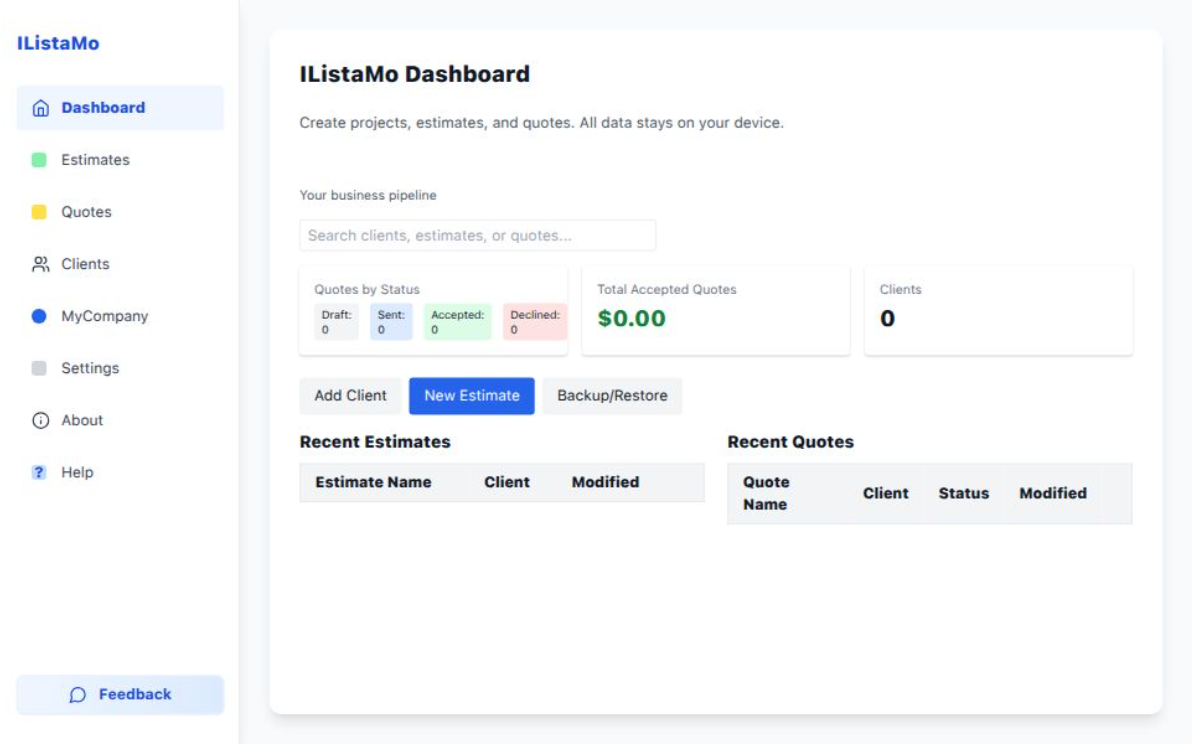 IListaMo
Dashboard
Estimates
Quotes
Clients
MyCompany
Settings
About
? Help
Feedback
IListaMo Dashboard
Create projects, estimates, and quotes. All data stays on your device.
Your business pipeline
Search clients, estimates, or quotes...
Quotes by Status
Draft: Sent: Accepted: Declined:
0 0 0 0
Total Accepted Quotes
$0.00
Clients
0
Add Client New Estimate Backup/Restore
Recent Estimates
Estimate Name Client Modified
Recent Quotes
Quote
Name Client Status Modified